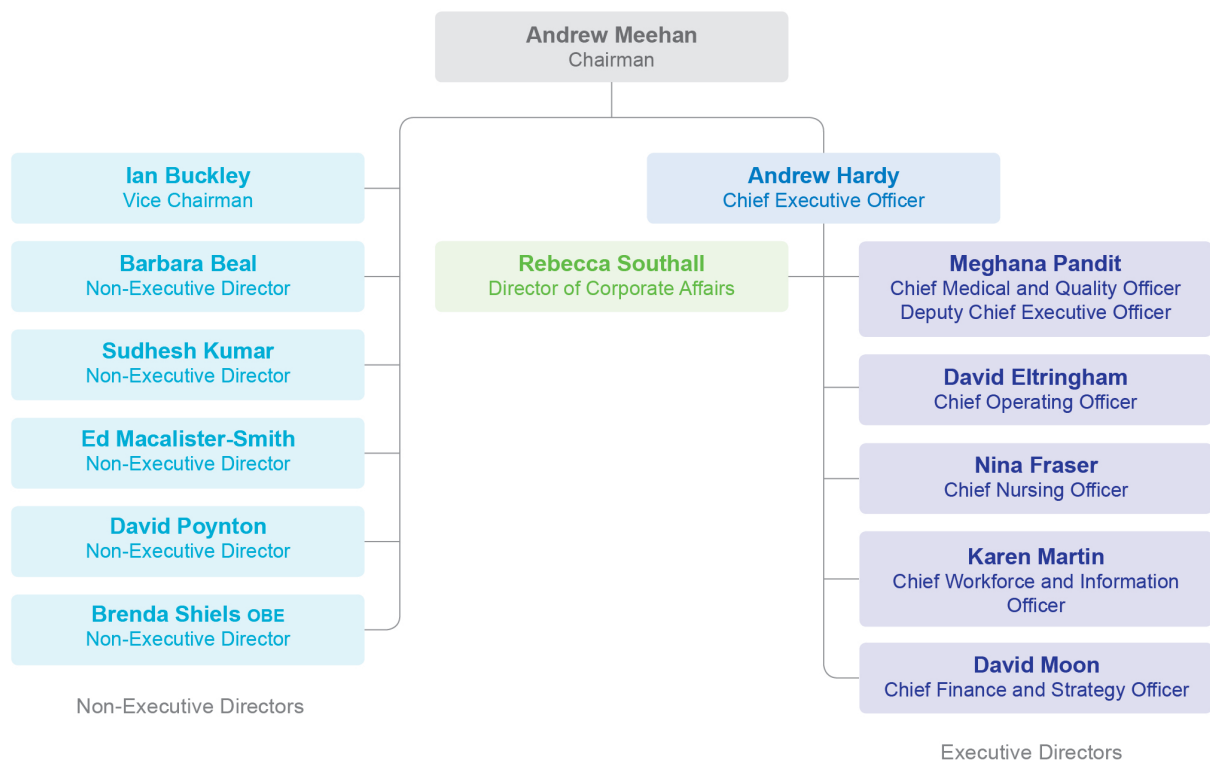 Andrew Meehan
Chairman
Ian Buckley
Vice Chairman
Andrew Hardy
Chief Executive Officer
Barbara Beal
Non-Executive Director
Rebecca Southall
Director of Corporate Affairs
Meghana Pandit
Chief Medical and Quality Officer
Deputy Chief Executive Officer
Sudhesh Kumar
Non-Executive Director
David Eltringham
Chief Operating Officer
Ed Macalister-Smith
Non-Executive Director
Nina Fraser
Chief Nursing Officer
David Poynton
Non-Executive Director
Karen Martin
Chief Workforce and Information
Officer
Brenda Shiels OBE
Non-Executive Director
David Moon
Chief Finance and Strategy Officer
Non-Executive Directors
Executive Directors